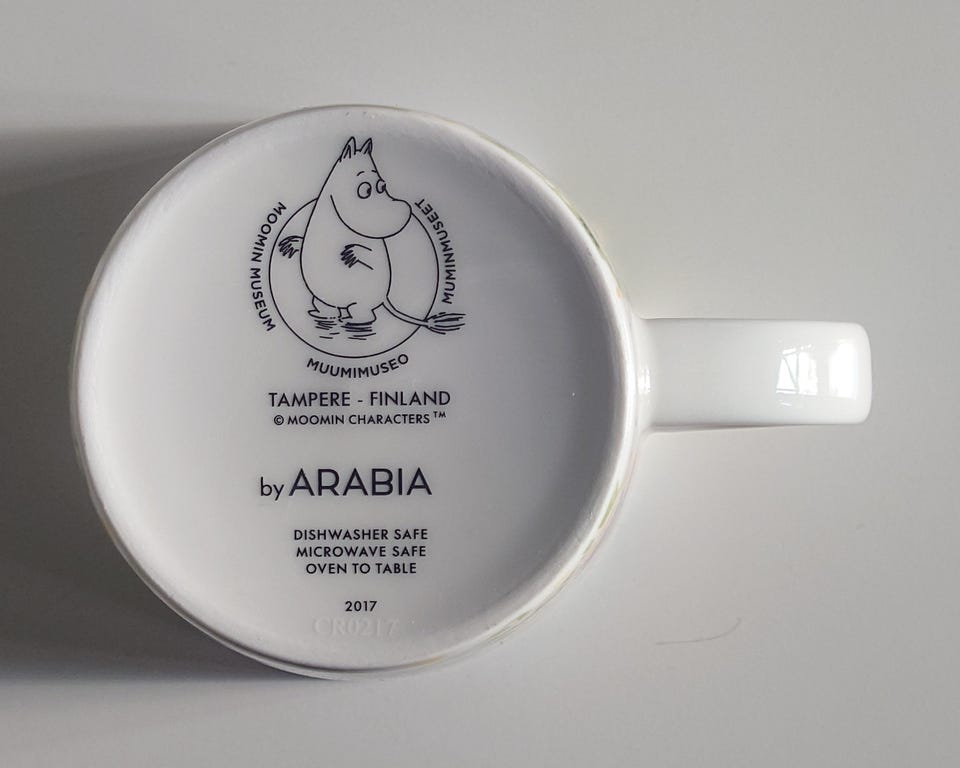 MOOMIN MUSEUM
MUMINMUSEET
MUUMIMUSEO
TAMPERE - FINLAND
© MOOMIN CHARACTERS ™
by ARABIA
DISHWASHER SAFE
MICROWAVE SAFE
OVEN TO TABLE
2017
CR0217